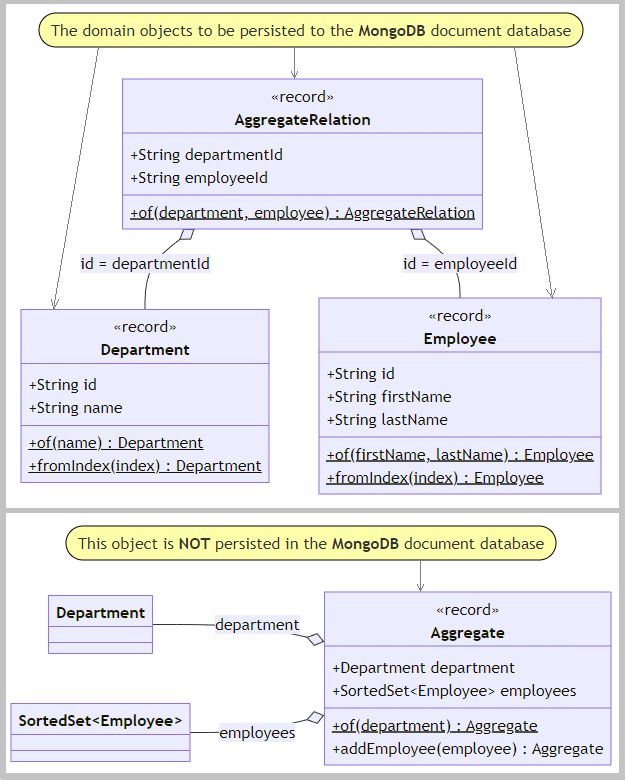 The domain objects to be persisted to the MongoDB document database
«record»
AggregateRelation
+String departmentId
+String employeeId
+of(department, employee) : AggregateRelation
id = departmentId
id = employeeId
«record»
Department
+String id
+String name
+of(name) : Department
+fromIndex(index) : Department
«record»
Employee
+String id
+String firstName
+String lastName
+of(firstName, lastName) : Employee
+fromIndex(index) : Employee
This object is NOT persisted in the MongoDB document database
Department
department
SortedSet<Employee>
employees
«record»
Aggregate
+Department department
+SortedSet<Employee> employees
+of(department) : Aggregate
+addEmployee(employee) : Aggregate